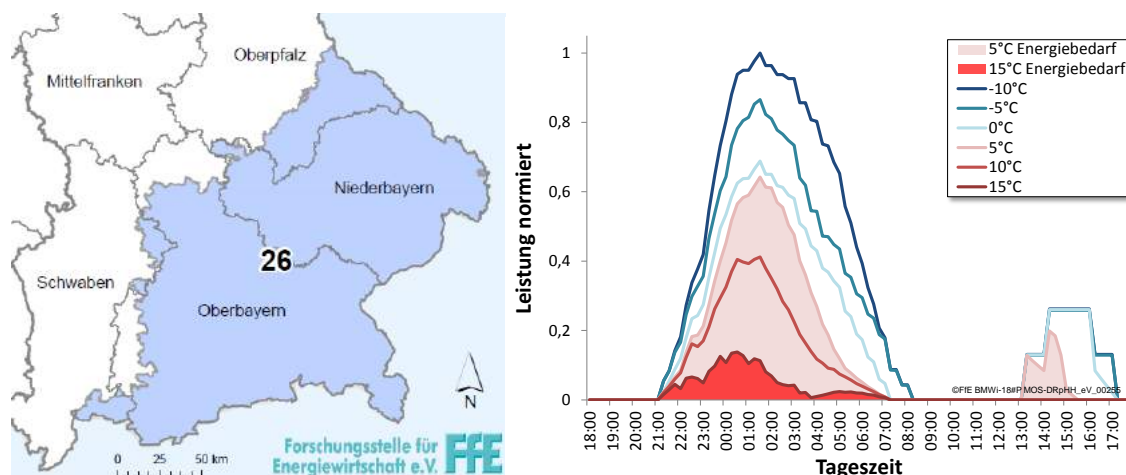 Oberpfalz
Mittelfranken
Niederbayern
26
Schwaben
Oberbayern
N
0 25 50 km
Forschungsstelle für
Energiewirtschaft e.V.
FfE
Leistung normiert
1
0,8
0,6
0,4
0,2
0
5°C Energiebedarf
15°C Energiebedarf
-10°C
-5°C
0°C
5°C
10°C
15°C
©FfE BMWi-18#P MOS-DRpHH_eV_00255
18:00 19:00 20:00 21:00 22:00 23:00 00:00 01:00 02:00 03:00 04:00 05:00 06:00 07:00 08:00 09:00 10:00 11:00 12:00 13:00 14:00 15:00 16:00 17:00
Tageszeit